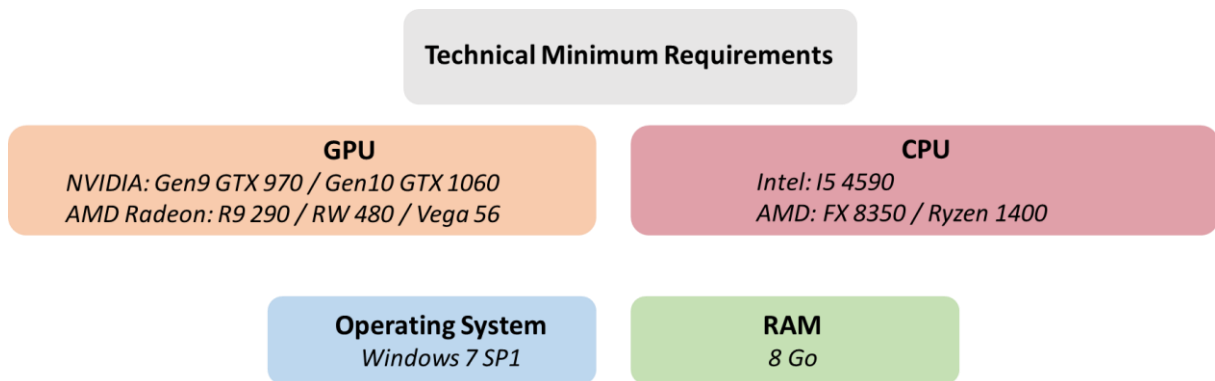 Technical Minimum Requirements
GPU
NVIDIA: Gen9 GTX 970 / Gen10 GTX 1060
AMD Radeon: R9 290 / RW 480 / Vega 56
CPU
Intel: I5 4590
AMD: FX 8350 / Ryzen 1400
Operating System
Windows 7 SP1
RAM
8 Go